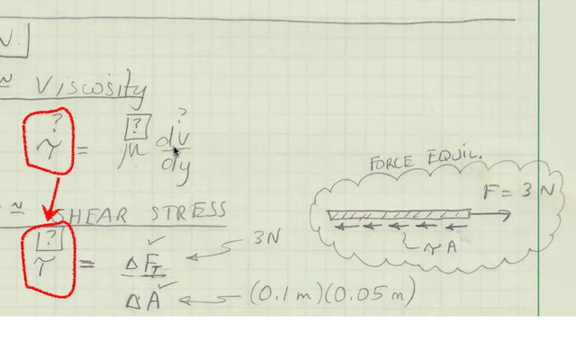 N.
≈ Viscosity
?
?
?
τ = μ dv
dy
≈ SHEAR STRESS
?
τ = ΔF_T
ΔA
3N
(0.1 m)(0.05 m)
FORCE EQUIL.
F = 3 N
τA